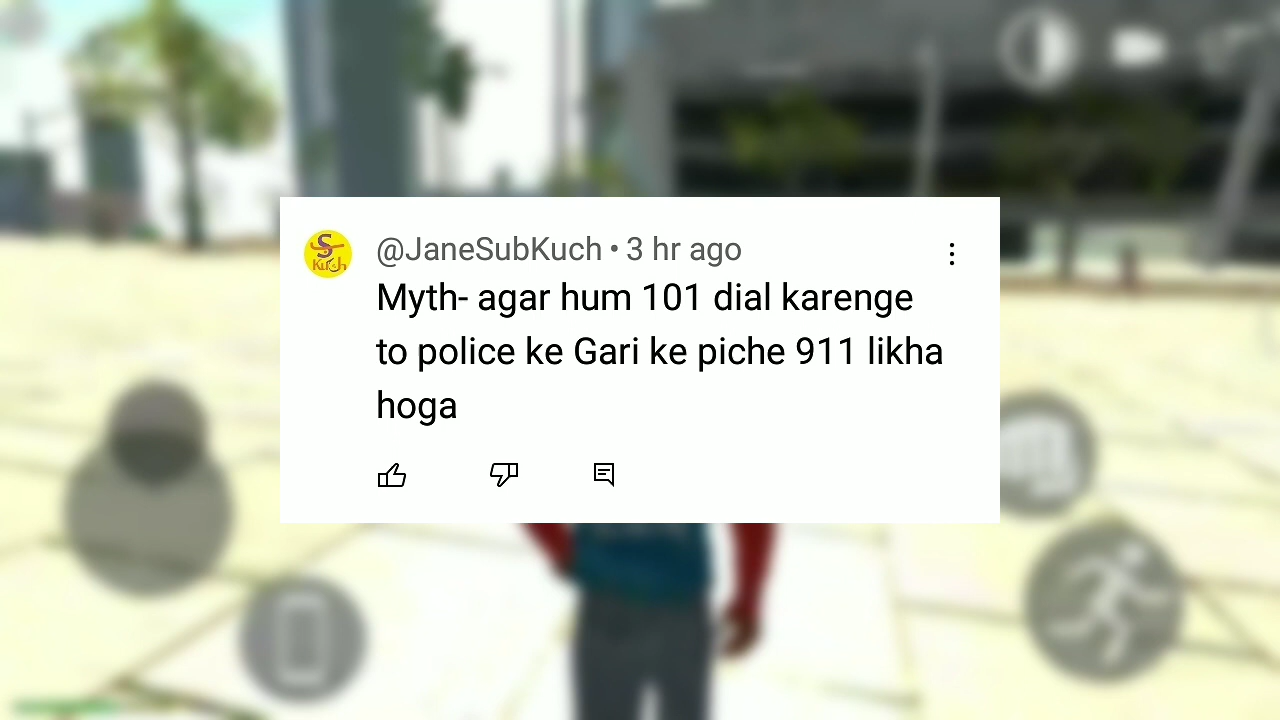 S
Kuch
@JaneSubKuch • 3 hr ago
Myth- agar hum 101 dial karenge
to police ke Gari ke piche 911 likha
hoga